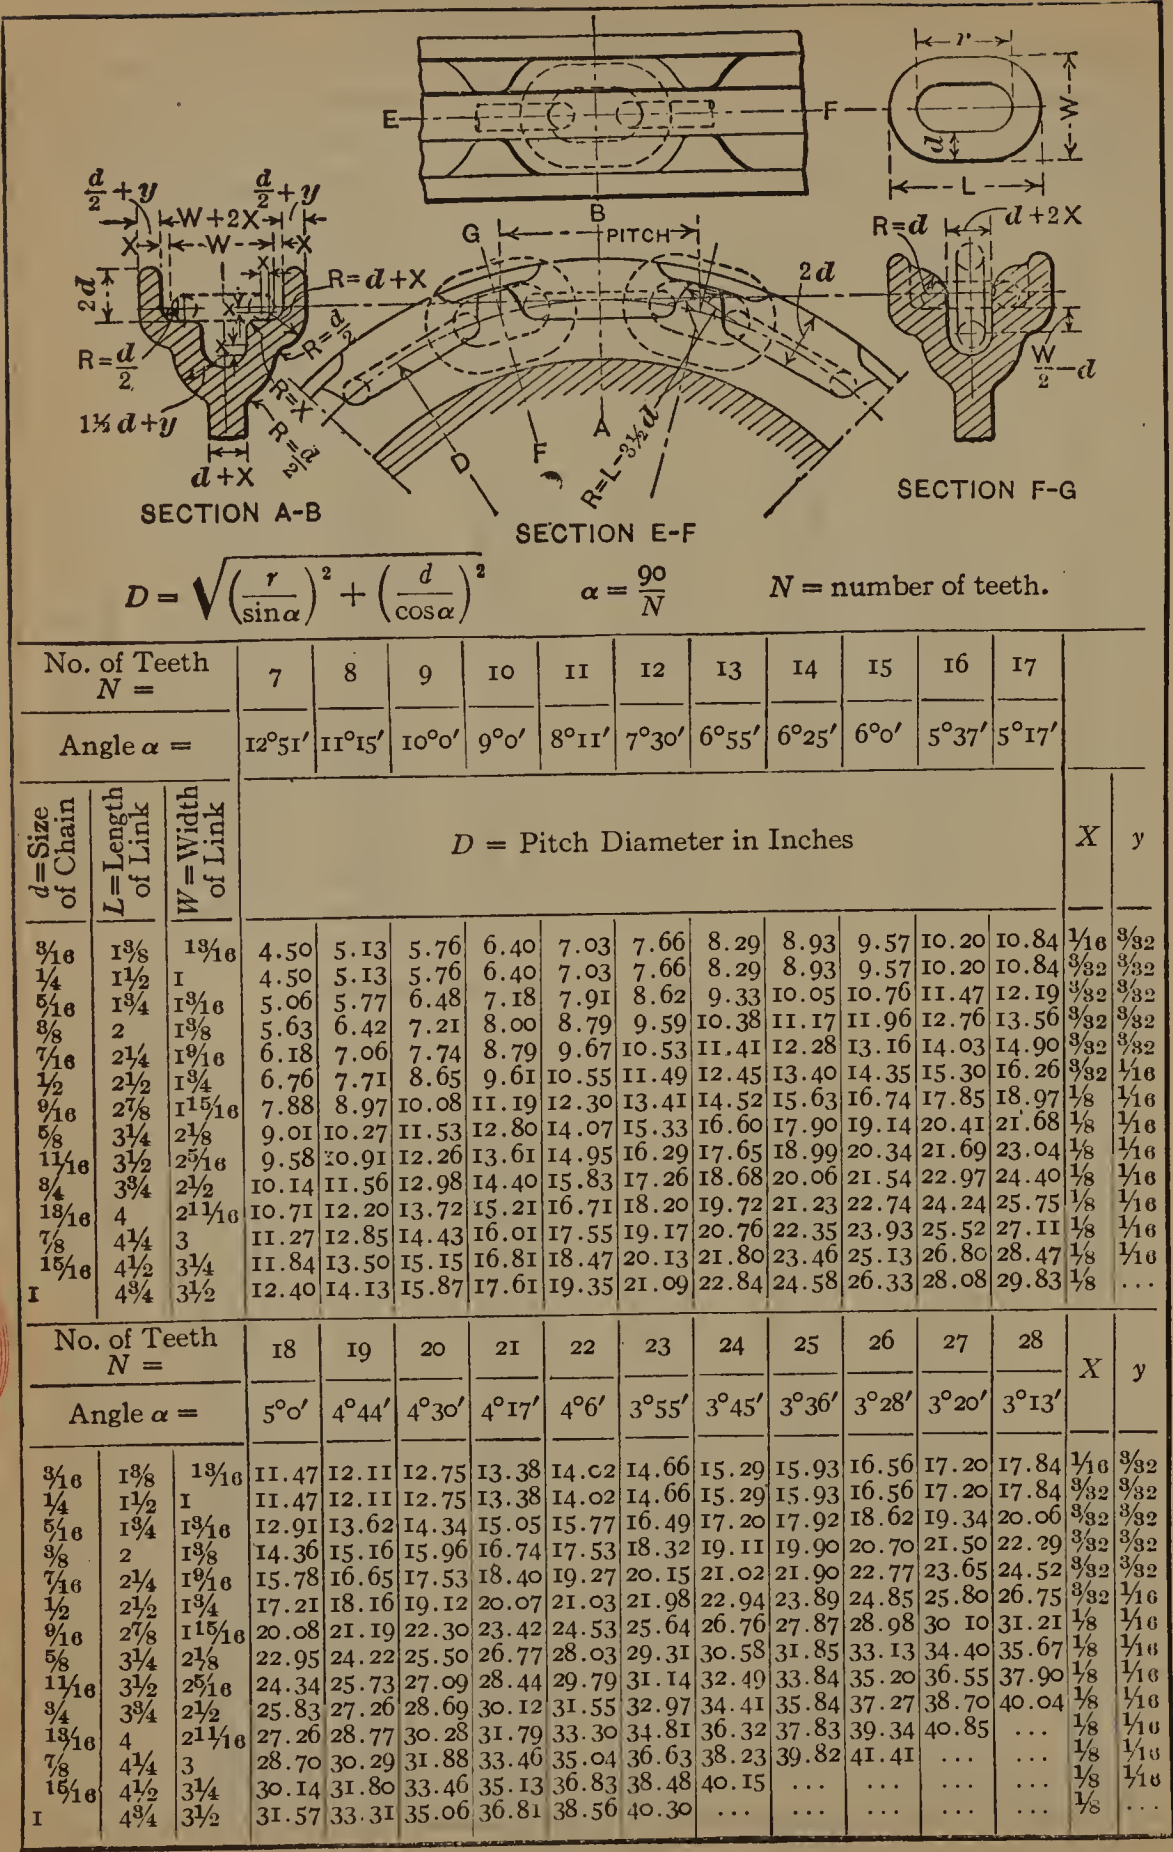 r
W
d
L
E
F
B
d/2 + y
d/2 + y
W+2X
X
W
X
X
2d
R=d+X
R=d/2
R=d/2
R=X
1½ d+y
R=d/2
d+X
SECTION A-B
G
PITCH
2d
D
F
A
R=L-3½d
SECTION E-F
R=d
d+2X
W/2-d
SECTION F-G
D = √((r/sin α)² + (d/cos α)²) α = 90/N N = number of teeth.
No. of Teeth N = 7 8 9 10 11 12 13 14 15 16 17
Angle α = 12°51′ 11°15′ 10°0′ 9°0′ 8°11′ 7°30′ 6°55′ 6°25′ 6°0′ 5°37′ 5°17′
d=Size of Chain L=Length of Link W=Width of Link D = Pitch Diameter in Inches X y
3/16 1⅜ 13/16 4.50 5.13 5.76 6.40 7.03 7.66 8.29 8.93 9.57 10.20 10.84 1/16 3/32
¼ 1½ 1 4.50 5.13 5.76 6.40 7.03 7.66 8.29 8.93 9.57 10.20 10.84 3/32 3/32
5/16 1¾ 1 3/16 5.06 5.77 6.48 7.18 7.91 8.62 9.33 10.05 10.76 11.47 12.19 3/32 3/32
⅜ 2 1⅜ 5.63 6.42 7.21 8.00 8.79 9.59 10.38 11.17 11.96 12.76 13.56 3/32 3/32
7/16 2¼ 1 9/16 6.18 7.06 7.74 8.79 9.67 10.53 11.41 12.28 13.16 14.03 14.90 3/32 3/32
½ 2½ 1¾ 6.76 7.71 8.65 9.61 10.55 11.49 12.45 13.40 14.35 15.30 16.26 3/32 1/16
9/16 2⅞ 1 15/16 7.88 8.97 10.08 11.19 12.30 13.41 14.52 15.63 16.74 17.85 18.97 ⅛ 1/16
⅝ 3¼ 2⅛ 9.01 10.27 11.53 12.80 14.07 15.33 16.60 17.90 19.14 20.41 21.68 ⅛ 1/16
11/16 3½ 2 5/16 9.58 10.91 12.26 13.61 14.95 16.29 17.65 18.99 20.34 21.69 23.04 ⅛ 1/16
¾ 3¾ 2½ 10.14 11.56 12.98 14.40 15.83 17.26 18.68 20.06 21.54 22.97 24.40 ⅛ 1/16
13/16 4 2 11/16 10.71 12.20 13.72 15.21 16.71 18.20 19.72 21.23 22.74 24.24 25.75 ⅛ 1/16
⅞ 4¼ 3 11.27 12.85 14.43 16.01 17.55 19.17 20.76 22.35 23.93 25.52 27.11 ⅛ 1/16
15/16 4½ 3¼ 11.84 13.50 15.15 16.81 18.47 20.13 21.80 23.46 25.13 26.80 28.47 ⅛ 1/16
1 4¾ 3½ 12.40 14.13 15.87 17.61 19.35 21.09 22.84 24.58 26.33 28.08 29.83 ⅛ ...
No. of Teeth N = 18 19 20 21 22 23 24 25 26 27 28 X y
Angle α = 5°0′ 4°44′ 4°30′ 4°17′ 4°6′ 3°55′ 3°45′ 3°36′ 3°28′ 3°20′ 3°13′
3/16 1⅜ 13/16 11.47 12.11 12.75 13.38 14.02 14.66 15.29 15.93 16.56 17.20 17.84 1/16 3/32
¼ 1½ 1 11.47 12.11 12.75 13.38 14.02 14.66 15.29 15.93 16.56 17.20 17.84 3/32 3/32
5/16 1¾ 1 3/16 12.91 13.62 14.34 15.05 15.77 16.49 17.20 17.92 18.62 19.34 20.06 3/32 3/32
⅜ 2 1⅜ 14.36 15.16 15.96 16.74 17.53 18.32 19.11 19.90 20.70 21.50 22.29 3/32 3/32
7/16 2¼ 1 9/16 15.78 16.65 17.53 18.40 19.27 20.15 21.02 21.90 22.77 23.65 24.52 3/32 3/32
½ 2½ 1¾ 17.21 18.16 19.12 20.07 21.03 21.98 22.94 23.89 24.85 25.80 26.75 3/32 1/16
9/16 2⅞ 1 15/16 20.08 21.19 22.30 23.42 24.53 25.64 26.76 27.87 28.98 30 10 31.21 ⅛ 1/16
⅝ 3¼ 2⅛ 22.95 24.22 25.50 26.77 28.03 29.31 30.58 31.85 33.13 34.40 35.67 ⅛ 1/16
11/16 3½ 2 5/16 24.34 25.73 27.09 28.44 29.79 31.14 32.49 33.84 35.20 36.55 37.90 ⅛ 1/16
¾ 3¾ 2½ 25.83 27.26 28.69 30.12 31.55 32.97 34.41 35.84 37.27 38.70 40.04 ⅛ 1/16
13/16 4 2 11/16 27.26 28.77 30.28 31.79 33.30 34.81 36.32 37.83 39.34 40.85 ... ⅛ 1/16
⅞ 4¼ 3 28.70 30.29 31.88 33.46 35.04 36.63 38.23 39.82 41.41 ... ... ⅛ 1/16
15/16 4½ 3¼ 30.14 31.80 33.46 35.13 36.83 38.48 40.15 ... ... ... ... ⅛ 1/16
1 4¾ 3½ 31.57 33.31 35.06 36.81 38.56 40.30 ... ... ... ... ... ⅛ ...